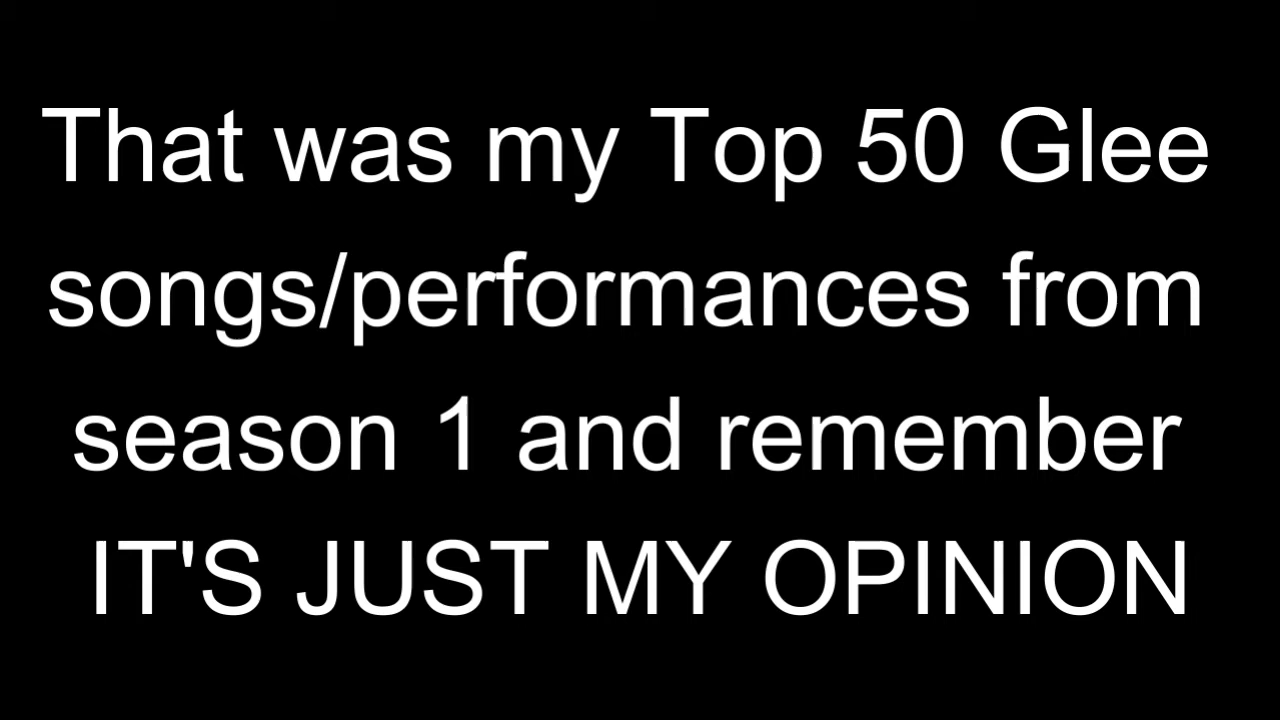 That was my Top 50 Glee
songs/performances from
season 1 and remember
IT'S JUST MY OPINION